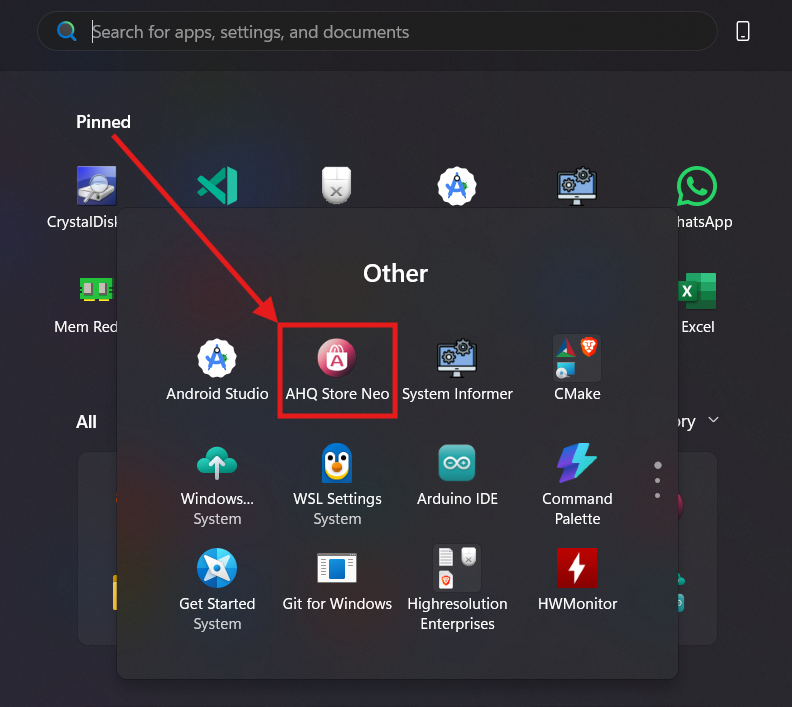 Search for apps, settings, and documents
Pinned
CrystalDisk
hatsApp
Mem Red
Excel
All
ory
Other
Android Studio
AHQ Store Neo
System Informer
CMake
Windows...
System
WSL Settings
System
Arduino IDE
Command
Palette
Get Started
System
Git for Windows
Highresolution
Enterprises
HWMonitor